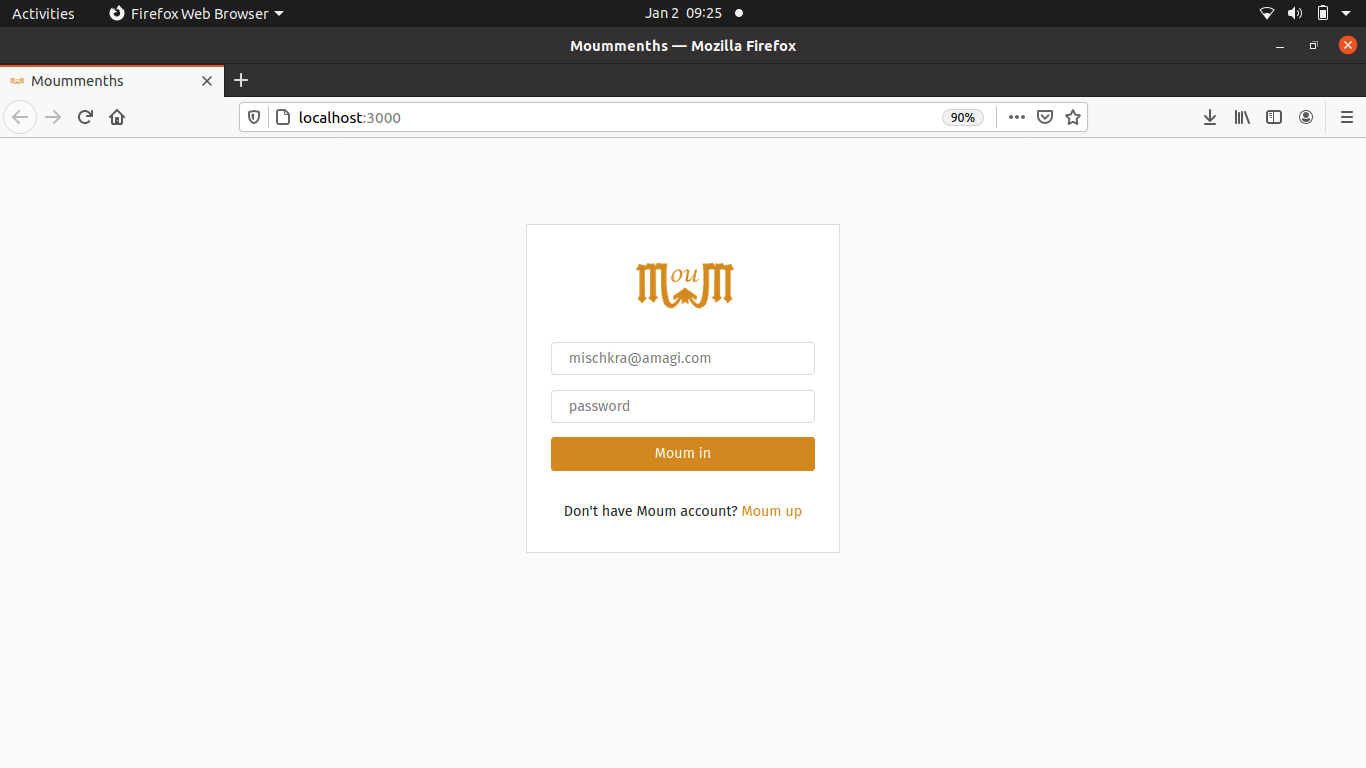 Activities Firefox Web Browser Jan 2 09:25
Moummenths — Mozilla Firefox
Moummenths
localhost:3000 90%
Mou
mischkra@amagi.com
password
Moum in
Don't have Moum account? Moum up